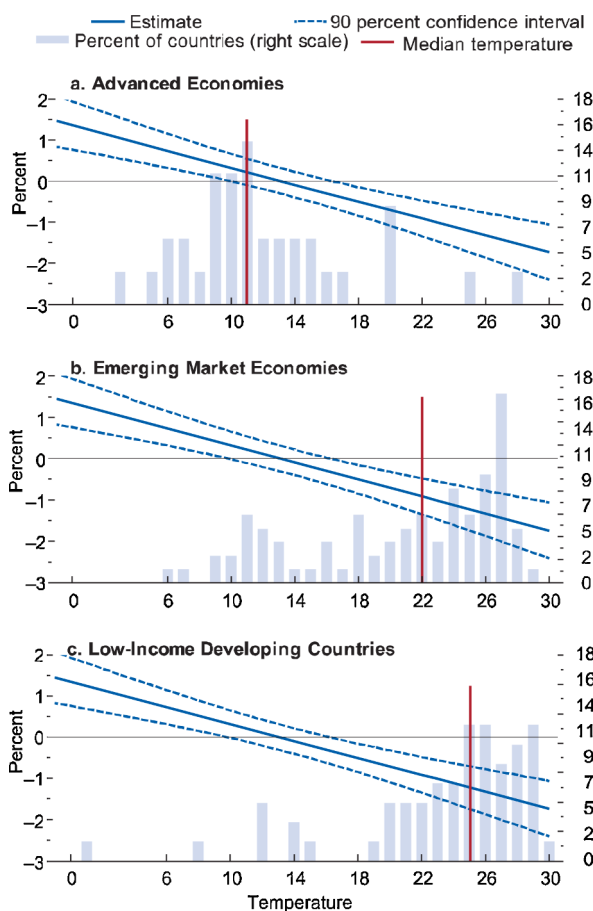 Estimate 90 percent confidence interval
Percent of countries (right scale) Median temperature
a. Advanced Economies
2 18
16
1 14
0 11
9
–1 7
5
–2 2
–3 0
Percent
0 6 10 14 18 22 26 30
b. Emerging Market Economies
2 18
16
1 14
0 11
9
–1 7
5
–2 2
–3 0
Percent
0 6 10 14 18 22 26 30
c. Low-Income Developing Countries
2 18
16
1 14
0 11
9
–1 7
5
–2 2
–3 0
Percent
0 6 10 14 18 22 26 30
Temperature